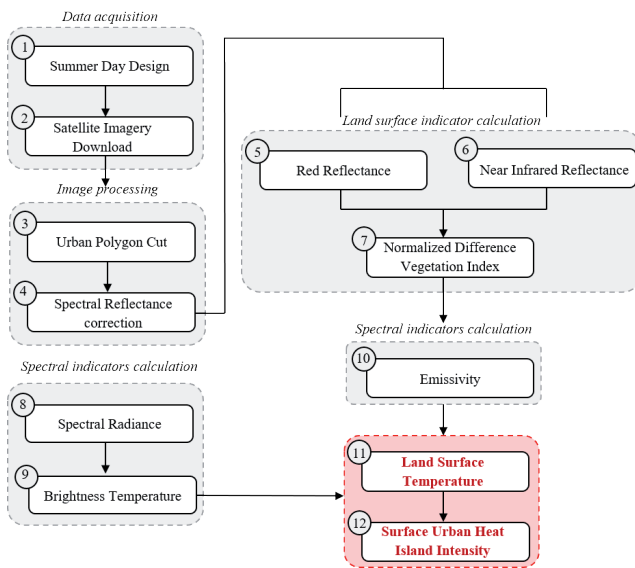 Data acquisition
1
Summer Day Design
2
Satellite Imagery
Download
Image processing
3
Urban Polygon Cut
4
Spectral Reflectance
correction
Land surface indicator calculation
5
Red Reflectance
6
Near Infrared Reflectance
7
Normalized Difference
Vegetation Index
Spectral indicators calculation
8
Spectral Radiance
9
Brightness Temperature
Spectral indicators calculation
10
Emissivity
11
Land Surface
Temperature
12
Surface Urban Heat
Island Intensity